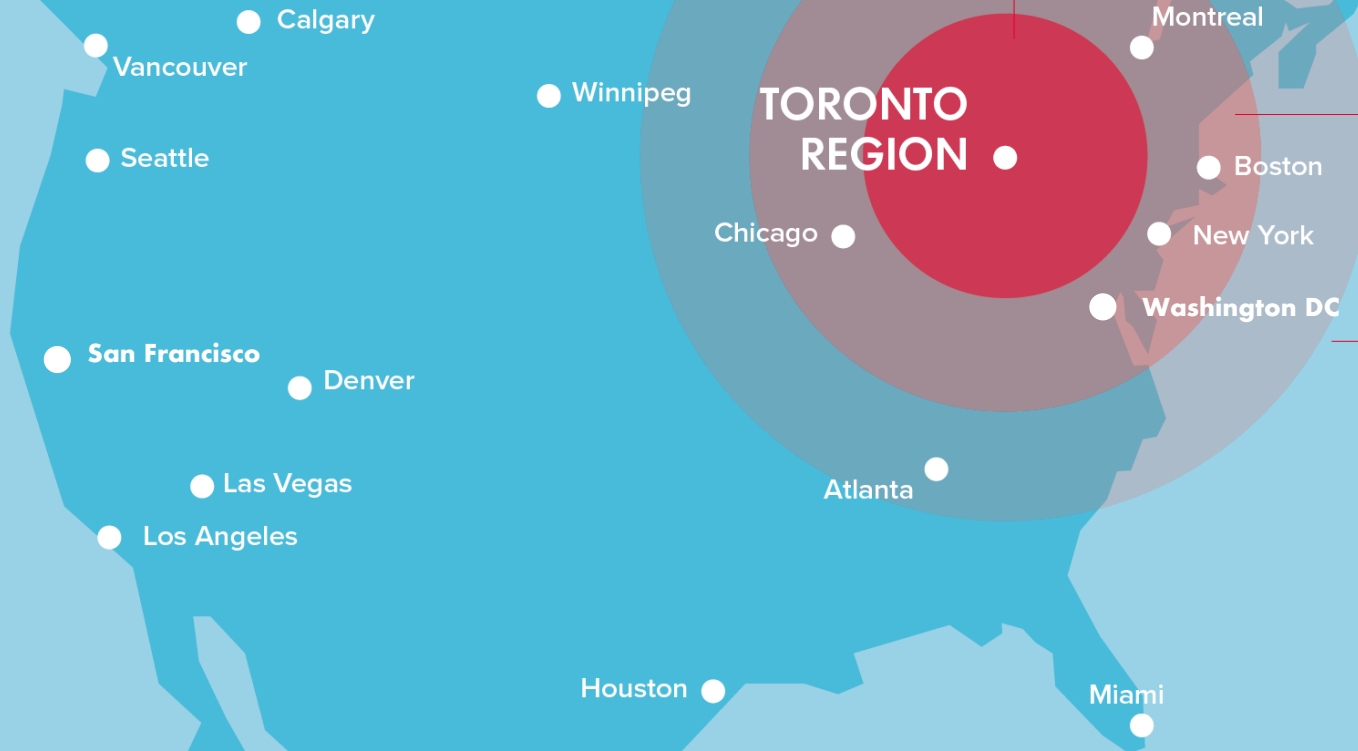 Calgary
Montreal
Vancouver
Winnipeg
TORONTO
REGION
Seattle
Boston
Chicago
New York
Washington DC
San Francisco
Denver
Las Vegas
Atlanta
Los Angeles
Houston
Miami